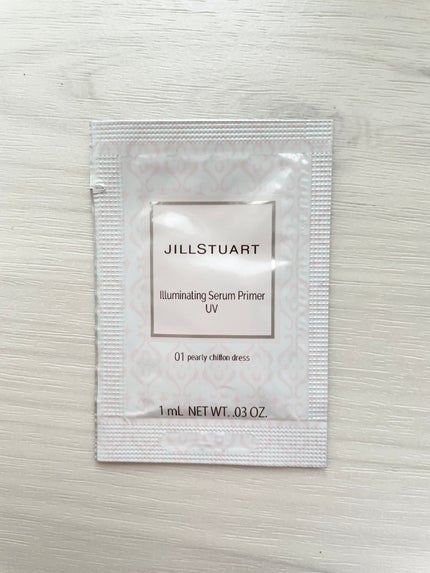 JILLSTUART
Illuminating Serum Primer
UV
01 pearly chiffon dress
1 mL NET WT. .03 OZ.